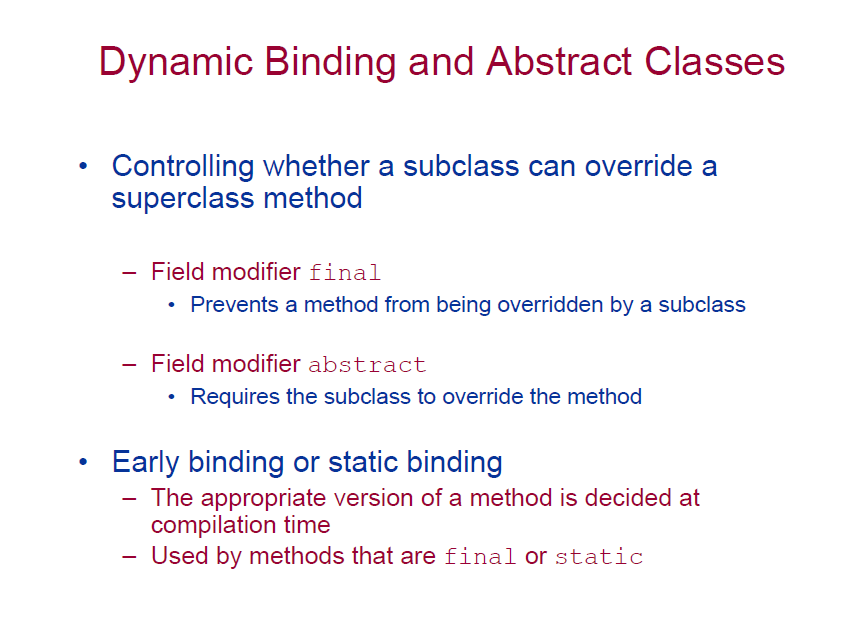 Dynamic Binding and Abstract Classes
• Controlling whether a subclass can override a
superclass method
– Field modifier final
• Prevents a method from being overridden by a subclass
– Field modifier abstract
• Requires the subclass to override the method
• Early binding or static binding
– The appropriate version of a method is decided at
compilation time
– Used by methods that are final or static